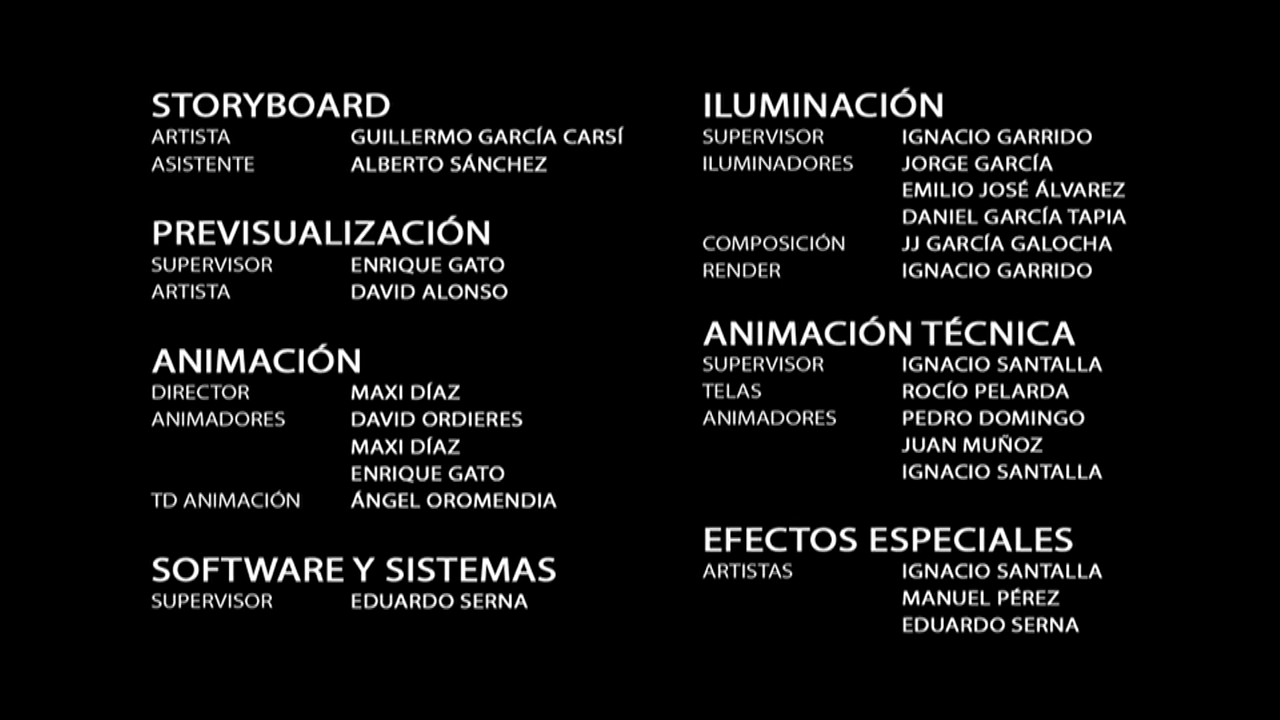 STORYBOARD
ARTISTA GUILLERMO GARCÍA CARSÍ
ASISTENTE ALBERTO SÁNCHEZ
PREVISUALIZACIÓN
SUPERVISOR ENRIQUE GATO
ARTISTA DAVID ALONSO
ANIMACIÓN
DIRECTOR MAXI DÍAZ
ANIMADORES DAVID ORDIERES
MAXI DÍAZ
ENRIQUE GATO
TD ANIMACIÓN ÁNGEL OROMENDIA
SOFTWARE Y SISTEMAS
SUPERVISOR EDUARDO SERNA
ILUMINACIÓN
SUPERVISOR IGNACIO GARRIDO
ILUMINADORES JORGE GARCÍA
EMILIO JOSÉ ÁLVAREZ
DANIEL GARCÍA TAPIA
COMPOSICIÓN JJ GARCÍA GALOCHA
RENDER IGNACIO GARRIDO
ANIMACIÓN TÉCNICA
SUPERVISOR IGNACIO SANTALLA
TELAS ROCÍO PELARDA
ANIMADORES PEDRO DOMINGO
JUAN MUÑOZ
IGNACIO SANTALLA
EFECTOS ESPECIALES
ARTISTAS IGNACIO SANTALLA
MANUEL PÉREZ
EDUARDO SERNA